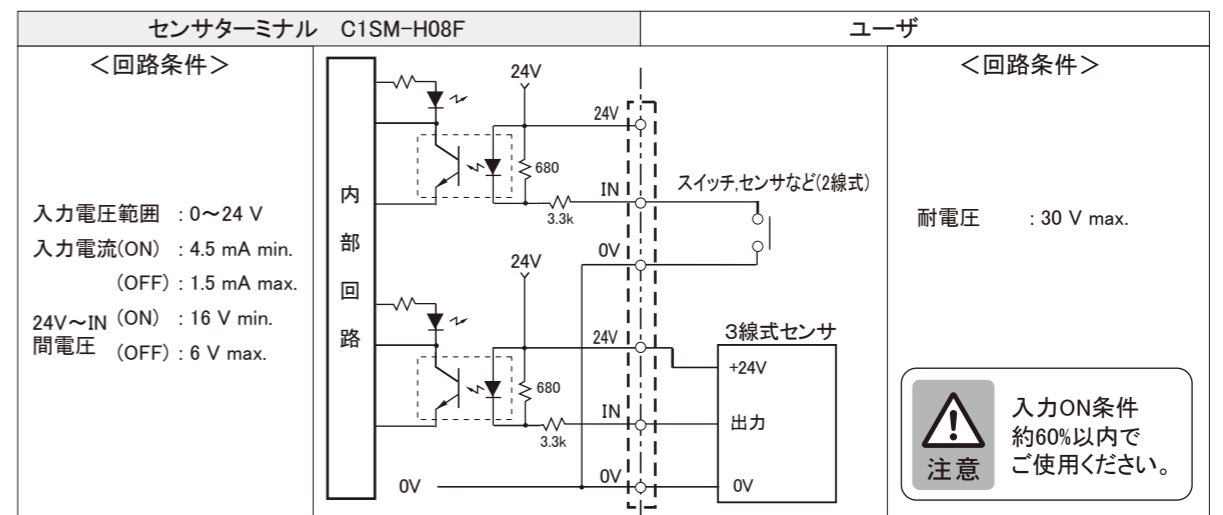 センサターミナル C1SM-H08F
ユーザ
＜回路条件＞
入力電圧範囲 : 0～24 V
入力電流(ON) : 4.5 mA min.
(OFF) : 1.5 mA max.
24V～IN (ON) : 16 V min.
間電圧 (OFF) : 6 V max.
内部回路
24V
24V
680
IN
3.3k
0V
スイッチ,センサなど(2線式)
24V
24V
680
IN
3.3k
0V
0V
3線式センサ
+24V
出力
0V
＜回路条件＞
耐電圧 : 30 V max.
注意
入力ON条件
約60%以内で
ご使用ください。